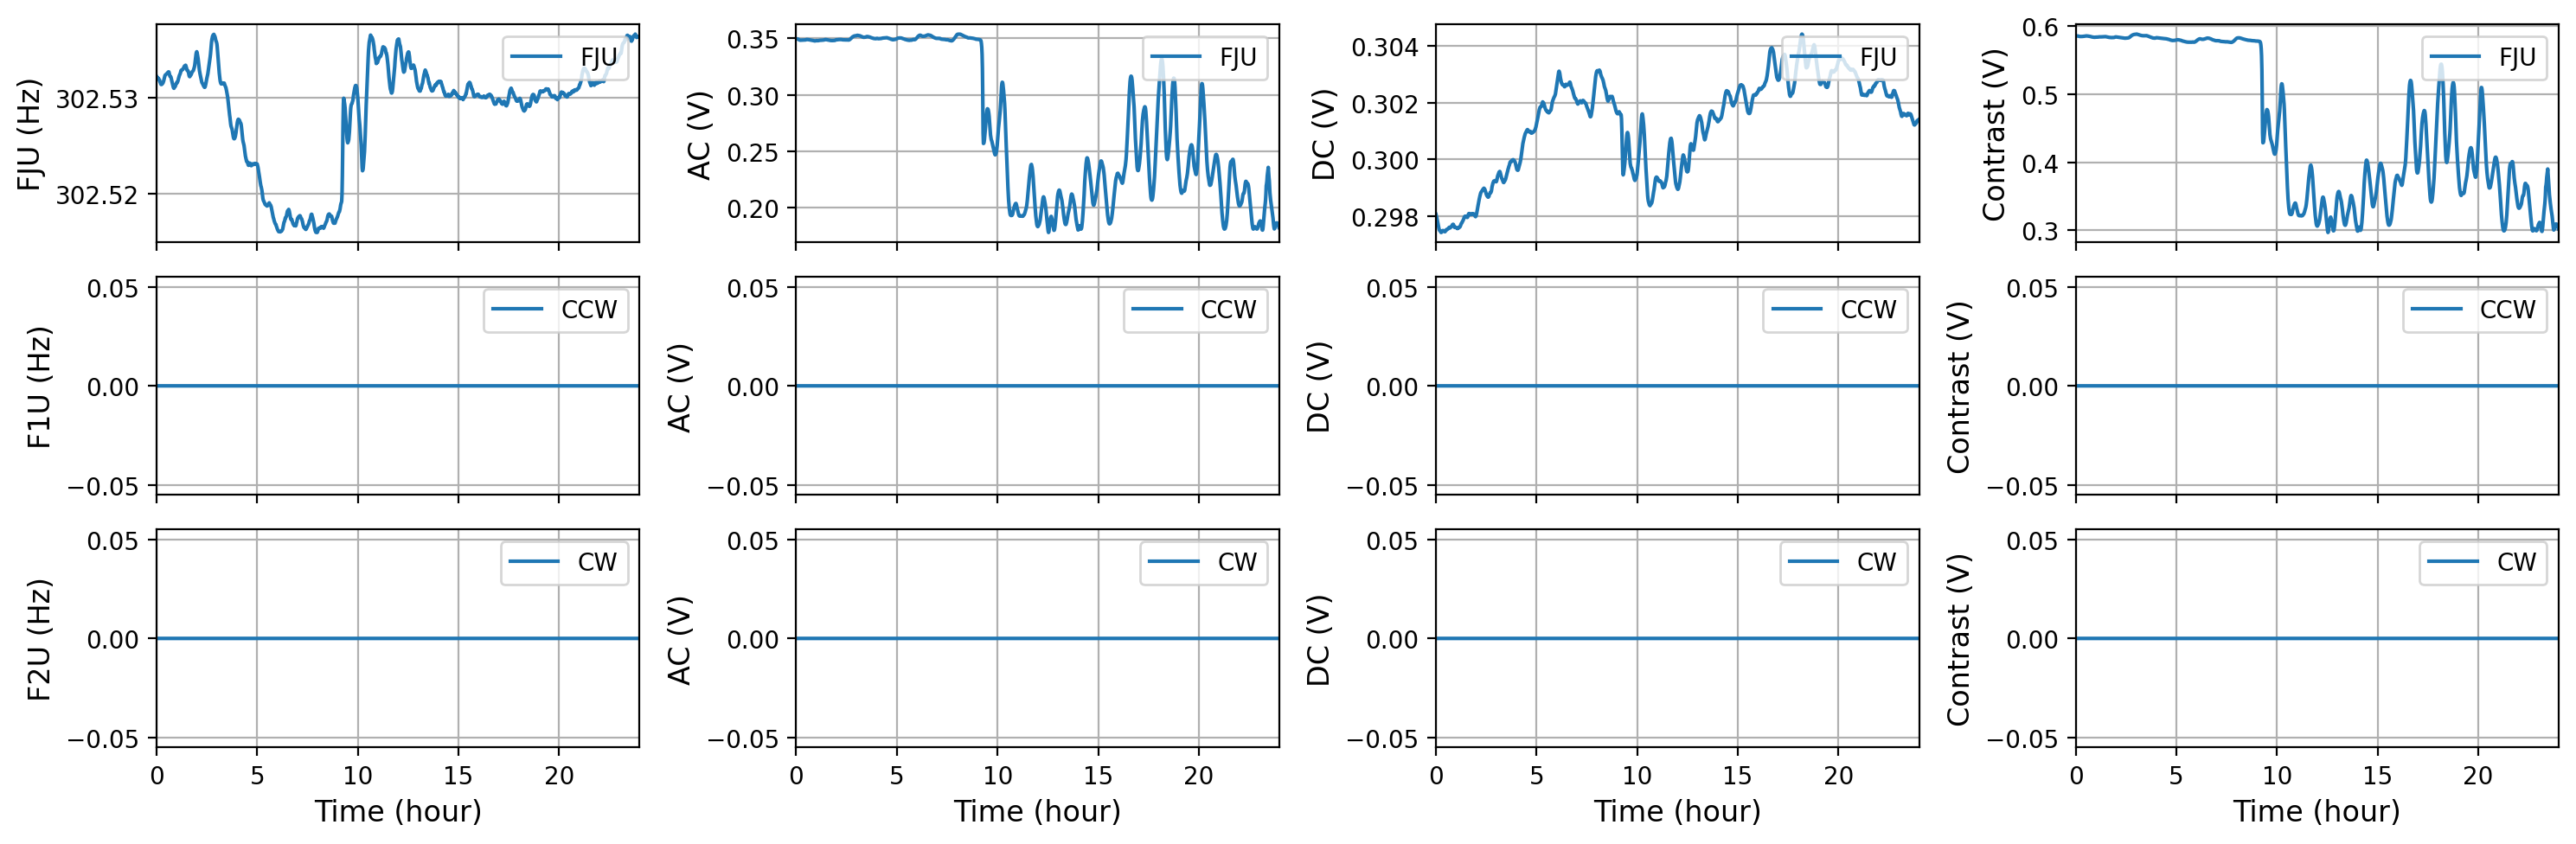 FJU (Hz)
302.53
302.52
FJU
AC (V)
0.35
0.30
0.25
0.20
FJU
DC (V)
0.304
0.302
0.300
0.298
FJU
Contrast (V)
0.6
0.5
0.4
0.3
FJU
F1U (Hz)
0.05
0.00
−0.05
CCW
AC (V)
0.05
0.00
−0.05
CCW
DC (V)
0.05
0.00
−0.05
CCW
Contrast (V)
0.05
0.00
−0.05
CCW
F2U (Hz)
0.05
0.00
−0.05
CW
0 5 10 15 20
Time (hour)
AC (V)
0.05
0.00
−0.05
CW
0 5 10 15 20
Time (hour)
DC (V)
0.05
0.00
−0.05
CW
0 5 10 15 20
Time (hour)
Contrast (V)
0.05
0.00
−0.05
CW
0 5 10 15 20
Time (hour)